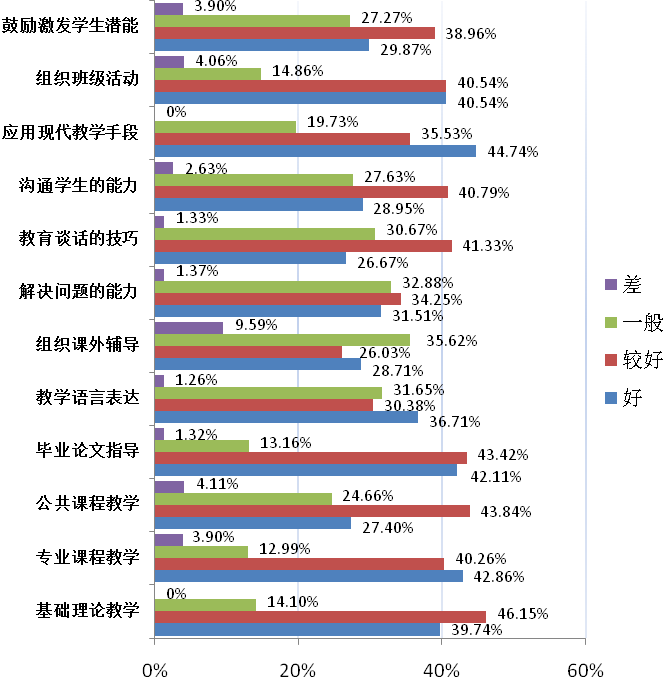 鼓励激发学生潜能
3.90%
27.27%
38.96%
29.87%
组织班级活动
4.06%
14.86%
40.54%
40.54%
应用现代教学手段
0%
19.73%
35.53%
44.74%
沟通学生的能力
2.63%
27.63%
40.79%
28.95%
教育谈话的技巧
1.33%
30.67%
41.33%
26.67%
解决问题的能力
1.37%
32.88%
34.25%
31.51%
组织课外辅导
9.59%
35.62%
26.03%
28.71%
教学语言表达
1.26%
31.65%
30.38%
36.71%
毕业论文指导
1.32%
13.16%
43.42%
42.11%
公共课程教学
4.11%
24.66%
43.84%
27.40%
专业课程教学
3.90%
12.99%
40.26%
42.86%
基础理论教学
0%
14.10%
46.15%
39.74%
0% 20% 40% 60%
差
一般
较好
好